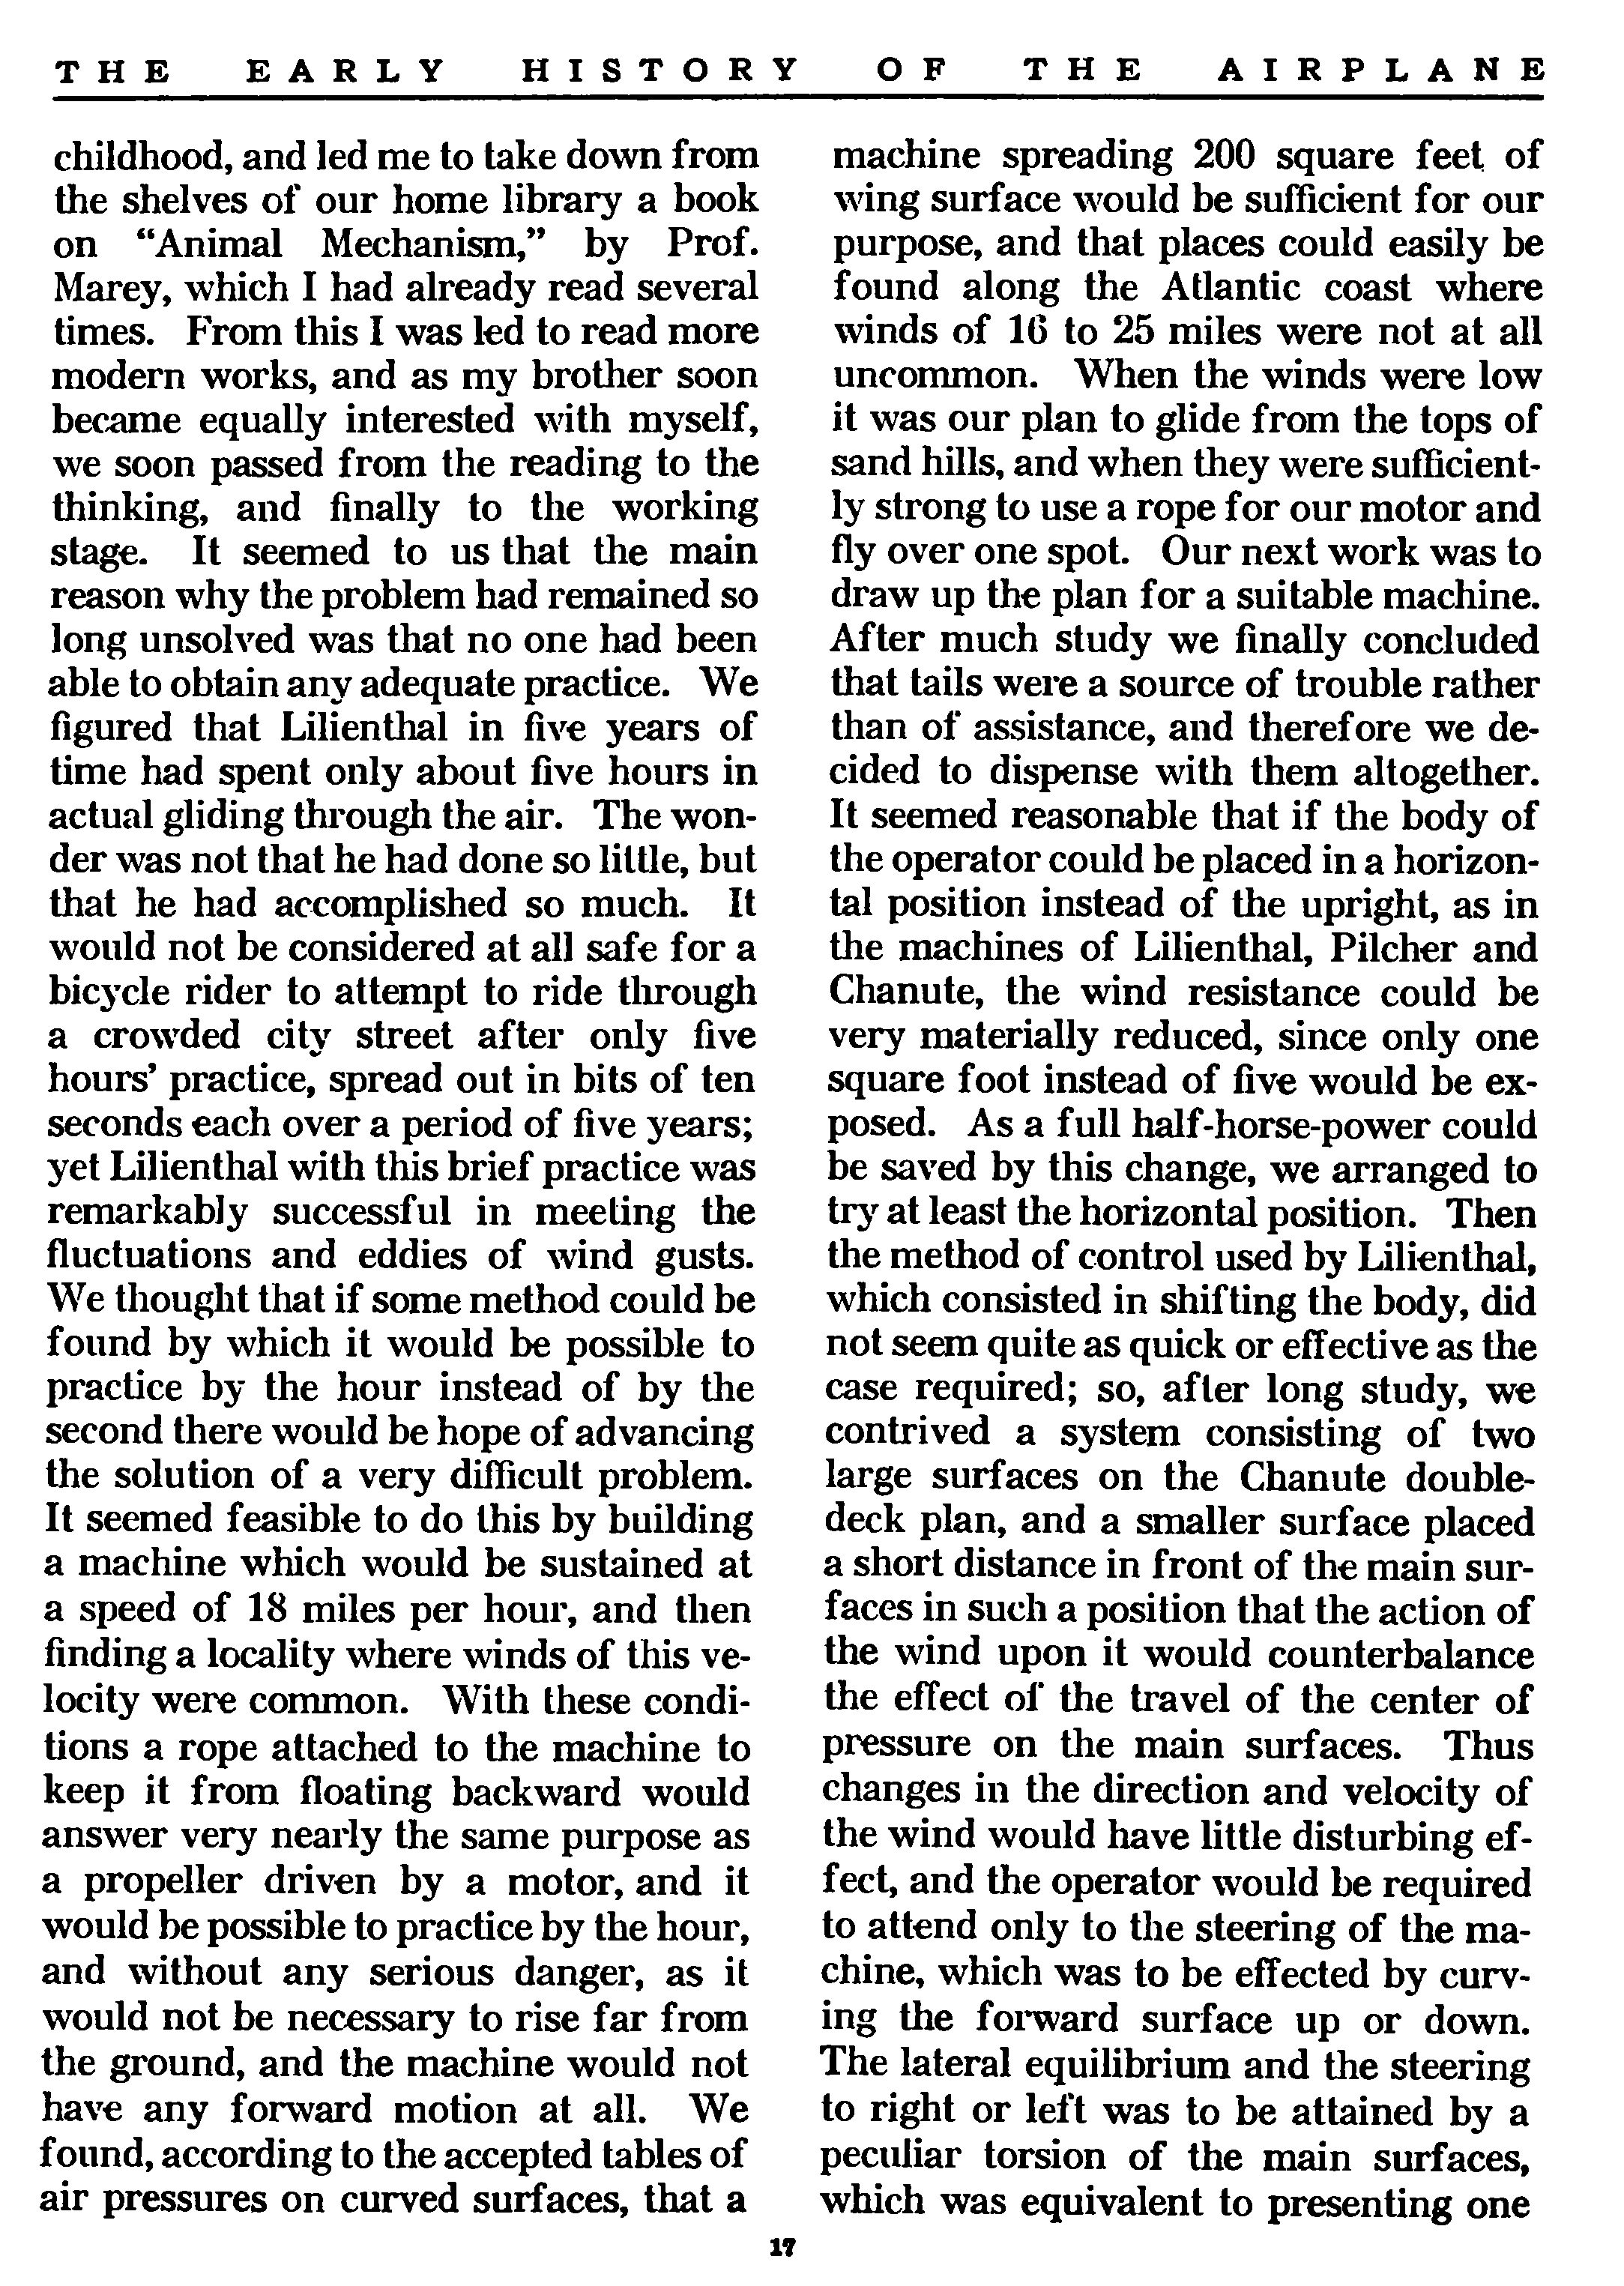 THE EARLY HISTORY OF THE AIRPLANE
childhood, and led me to take down from
the shelves of our home library a book
on “Animal Mechanism,” by Prof.
Marey, which I had already read several
times. From this I was led to read more
modern works, and as my brother soon
became equally interested with myself,
we soon passed from the reading to the
thinking, and finally to the working
stage. It seemed to us that the main
reason why the problem had remained so
long unsolved was that no one had been
able to obtain any adequate practice. We
figured that Lilienthal in five years of
time had spent only about five hours in
actual gliding through the air. The won-
der was not that he had done so little, but
that he had accomplished so much. It
would not be considered at all safe for a
bicycle rider to attempt to ride through
a crowded city street after only five
hours’ practice, spread out in bits of ten
seconds each over a period of five years;
yet Lilienthal with this brief practice was
remarkably successful in meeting the
fluctuations and eddies of wind gusts.
We thought that if some method could be
found by which it would be possible to
practice by the hour instead of by the
second there would be hope of advancing
the solution of a very difficult problem.
It seemed feasible to do this by building
a machine which would be sustained at
a speed of 18 miles per hour, and then
finding a locality where winds of this ve-
locity were common. With these condi-
tions a rope attached to the machine to
keep it from floating backward would
answer very nearly the same purpose as
a propeller driven by a motor, and it
would be possible to practice by the hour,
and without any serious danger, as it
would not be necessary to rise far from
the ground, and the machine would not
have any forward motion at all. We
found, according to the accepted tables of
air pressures on curved surfaces, that a
machine spreading 200 square feet of
wing surface would be sufficient for our
purpose, and that places could easily be
found along the Atlantic coast where
winds of 16 to 25 miles were not at all
uncommon. When the winds were low
it was our plan to glide from the tops of
sand hills, and when they were sufficient-
ly strong to use a rope for our motor and
fly over one spot. Our next work was to
draw up the plan for a suitable machine.
After much study we finally concluded
that tails were a source of trouble rather
than of assistance, and therefore we de-
cided to dispense with them altogether.
It seemed reasonable that if the body of
the operator could be placed in a horizon-
tal position instead of the upright, as in
the machines of Lilienthal, Pilcher and
Chanute, the wind resistance could be
very materially reduced, since only one
square foot instead of five would be ex-
posed. As a full half-horse-power could
be saved by this change, we arranged to
try at least the horizontal position. Then
the method of control used by Lilienthal,
which consisted in shifting the body, did
not seem quite as quick or effective as the
case required; so, after long study, we
contrived a system consisting of two
large surfaces on the Chanute double-
deck plan, and a smaller surface placed
a short distance in front of the main sur-
faces in such a position that the action of
the wind upon it would counterbalance
the effect of the travel of the center of
pressure on the main surfaces. Thus
changes in the direction and velocity of
the wind would have little disturbing ef-
fect, and the operator would be required
to attend only to the steering of the ma-
chine, which was to be effected by curv-
ing the forward surface up or down.
The lateral equilibrium and the steering
to right or left was to be attained by a
peculiar torsion of the main surfaces,
which was equivalent to presenting one
17